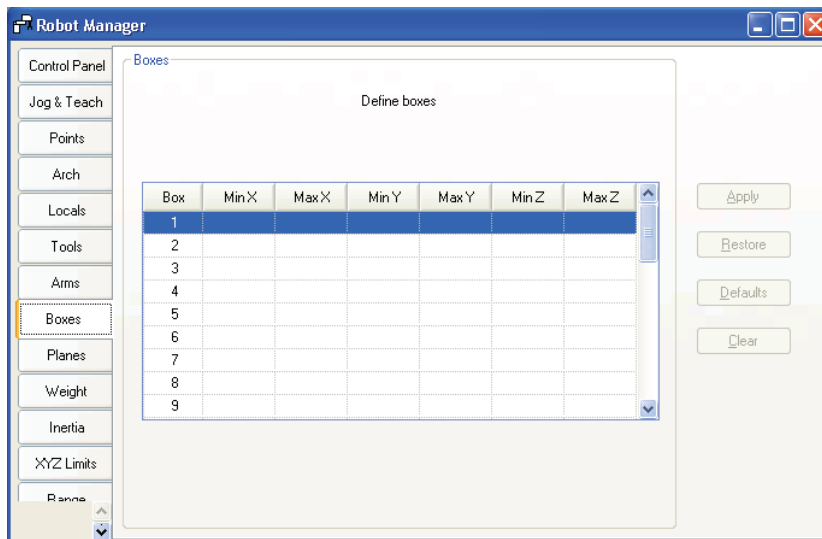 Robot Manager
Control Panel
Jog & Teach
Points
Arch
Locals
Tools
Arms
Boxes
Planes
Weight
Inertia
XYZ Limits
Range
Boxes
Define boxes
Box Min X Max X Min Y Max Y Min Z Max Z
1
2
3
4
5
6
7
8
9
Apply
Restore
Defaults
Clear